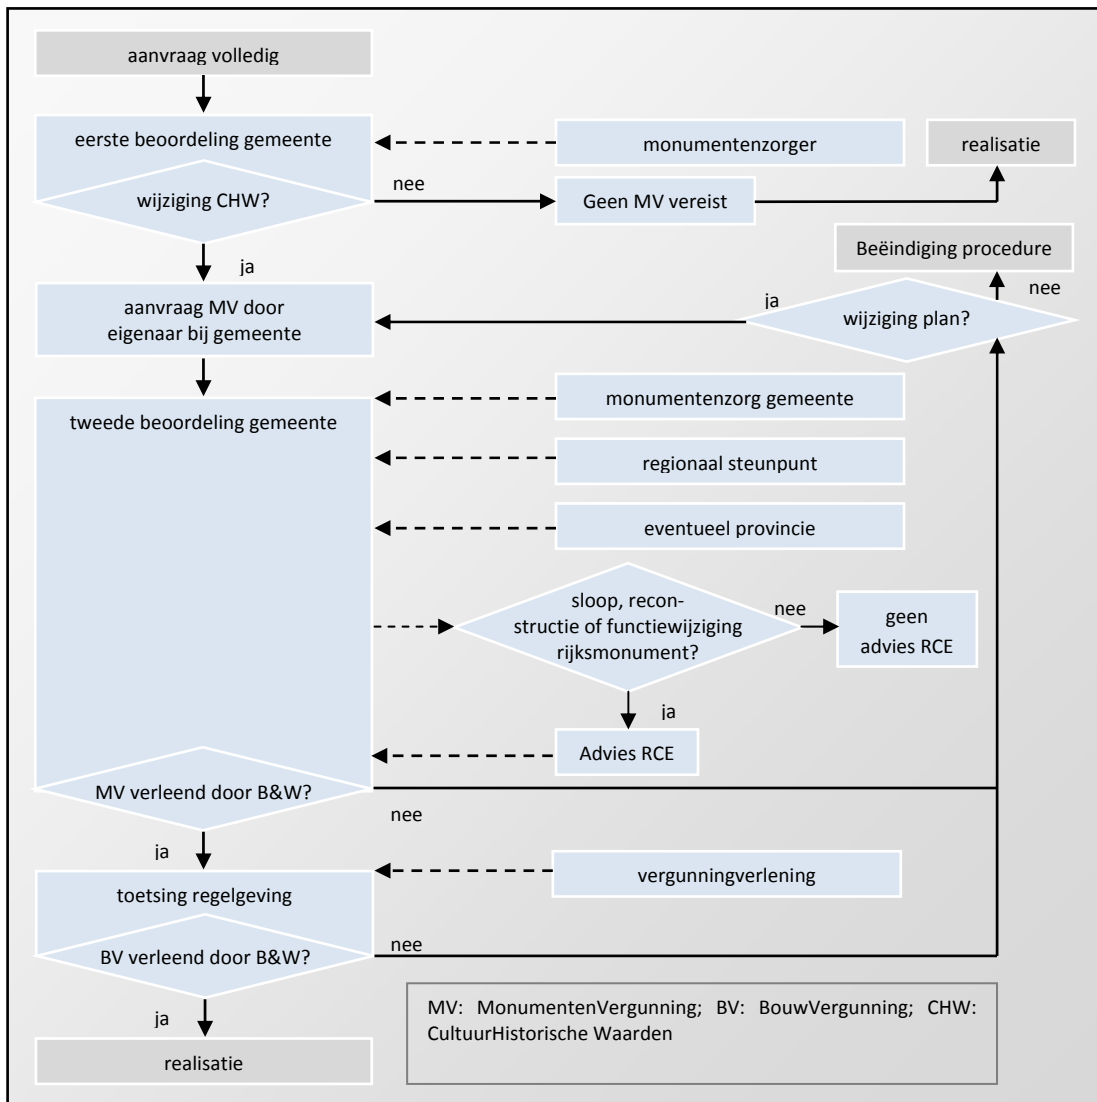 aanvraag volledig
eerste beoordeling gemeente
monumentenzorger
realisatie
wijziging CHW?
nee
Geen MV vereist
ja
Beëindiging procedure
nee
ja
wijziging plan?
aanvraag MV door
eigenaar bij gemeente
tweede beoordeling gemeente
monumentenzorg gemeente
regionaal steunpunt
eventueel provincie
sloop, recon-
structie of functiewijziging
rijksmonument?
nee
geen
advies RCE
ja
Advies RCE
MV verleend door B&W?
nee
ja
toetsing regelgeving
vergunningverlening
BV verleend door B&W?
nee
ja
realisatie
MV: MonumentenVergunning; BV: BouwVergunning; CHW:
CultuurHistorische Waarden